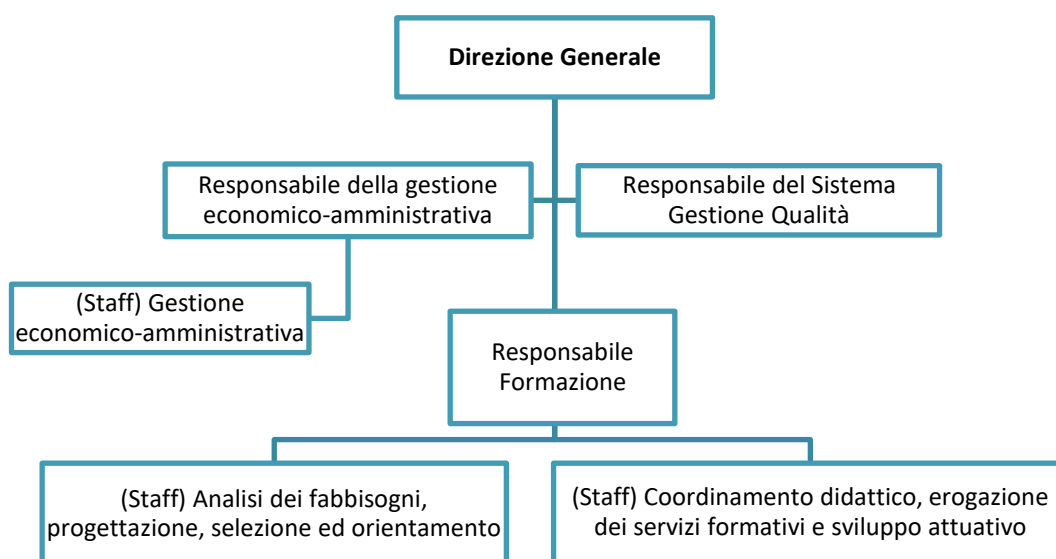 Direzione Generale
Responsabile della gestione
economico-amministrativa
Responsabile del Sistema
Gestione Qualità
(Staff) Gestione
economico-amministrativa
Responsabile
Formazione
(Staff) Analisi dei fabbisogni,
progettazione, selezione ed orientamento
(Staff) Coordinamento didattico, erogazione
dei servizi formativi e sviluppo attuativo